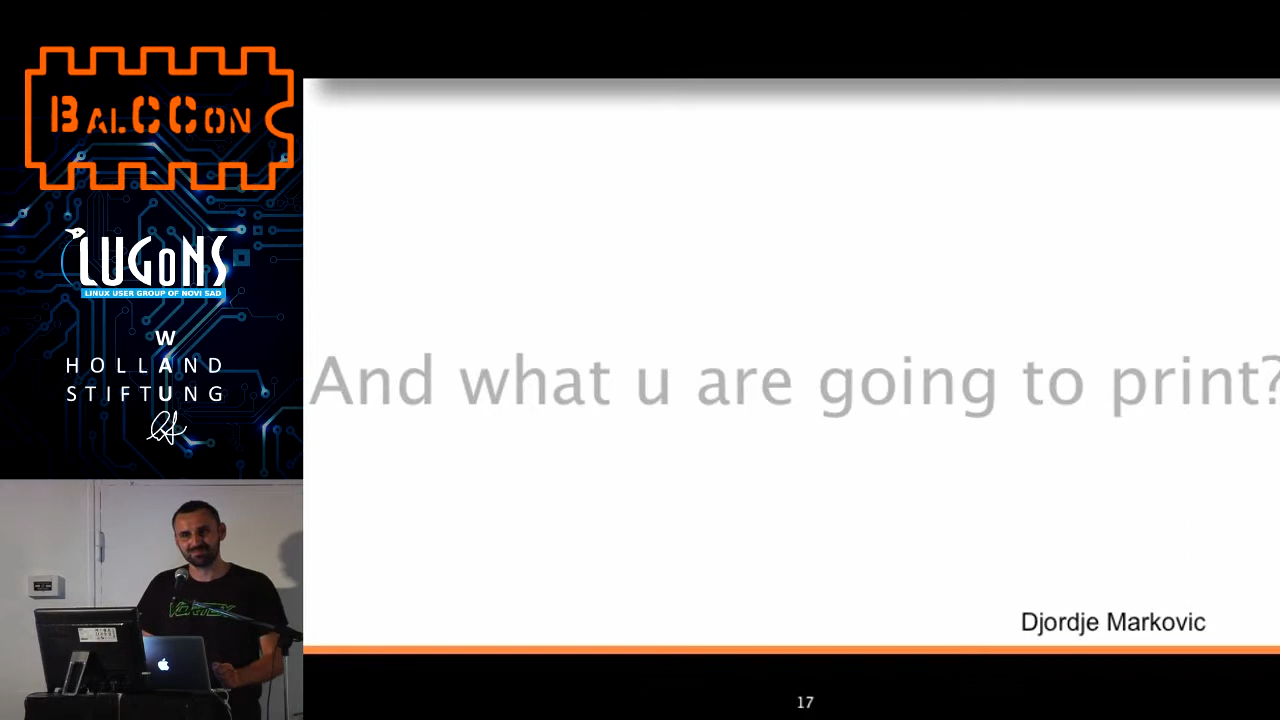 BalCCon
LUGoNS
LINUX USER GROUP OF NOVI SAD
W
HOLLAND
STIFTUNG
And what u are going to print?
Djordje Markovic
17